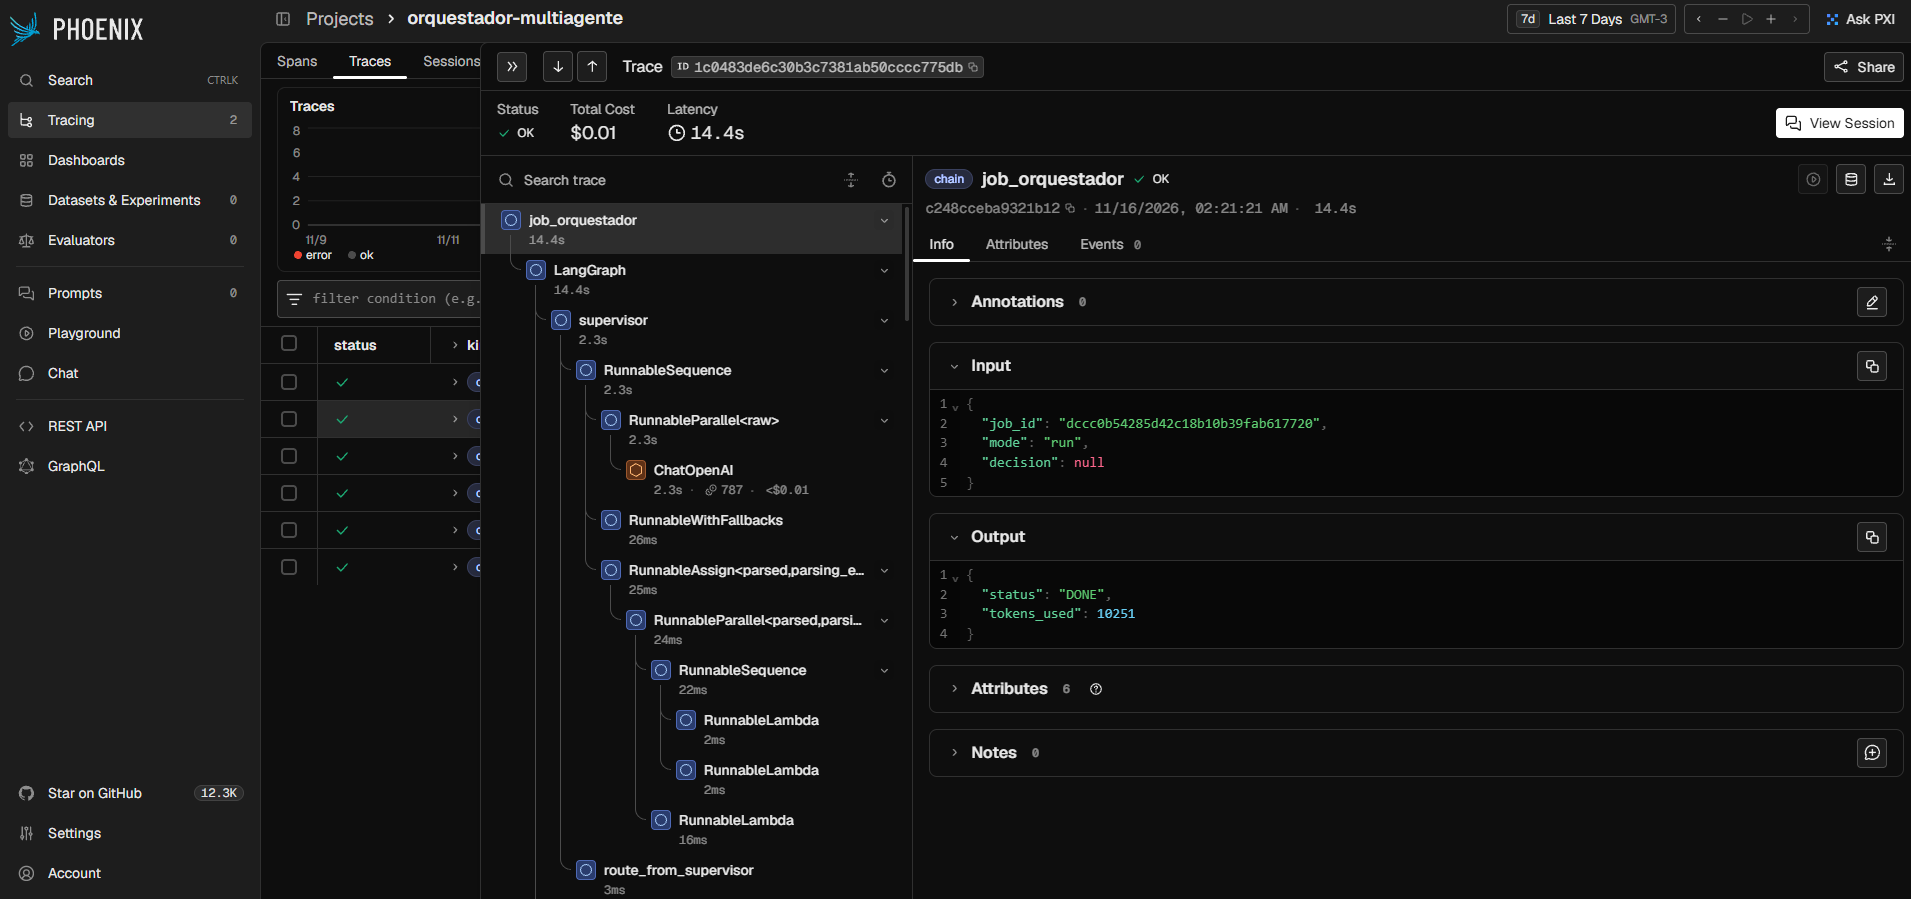 PHOENIX
Search CTRLK
Tracing 2
Dashboards
Datasets & Experiments 0
Evaluators 0
Prompts 0
Playground
Chat
REST API
GraphQL
Star on GitHub 12.3K
Settings
Account
Projects > orquestador-multiagente
7d Last 7 Days GMT-3
Ask PXI
Spans Traces Sessions
Traces
8
6
4
2
0
11/9 11/11
error ok
filter condition (e.g.
status ki
Trace ID 1c0483de6c30b3c7381ab50cccc775db
Share
Status Total Cost Latency
OK $0.01 14.4s
View Session
Search trace
job_orquestador
14.4s
LangGraph
14.4s
supervisor
2.3s
RunnableSequence
2.3s
RunnableParallel<raw>
2.3s
ChatOpenAI
2.3s · 787 · <$0.01
RunnableWithFallbacks
26ms
RunnableAssign<parsed,parsing_e...
25ms
RunnableParallel<parsed,parsi...
24ms
RunnableSequence
22ms
RunnableLambda
2ms
RunnableLambda
2ms
RunnableLambda
16ms
route_from_supervisor
3ms
chain job_orquestador OK
c248cceba9321b12 · 11/16/2026, 02:21:21 AM · 14.4s
Info Attributes Events 0
Annotations 0
Input
1 {
2 "job_id": "dccc0b54285d42c18b10b39fab617720",
3 "mode": "run",
4 "decision": null
5 }
Output
1 {
2 "status": "DONE",
3 "tokens_used": 10251
4 }
Attributes 6
Notes 0